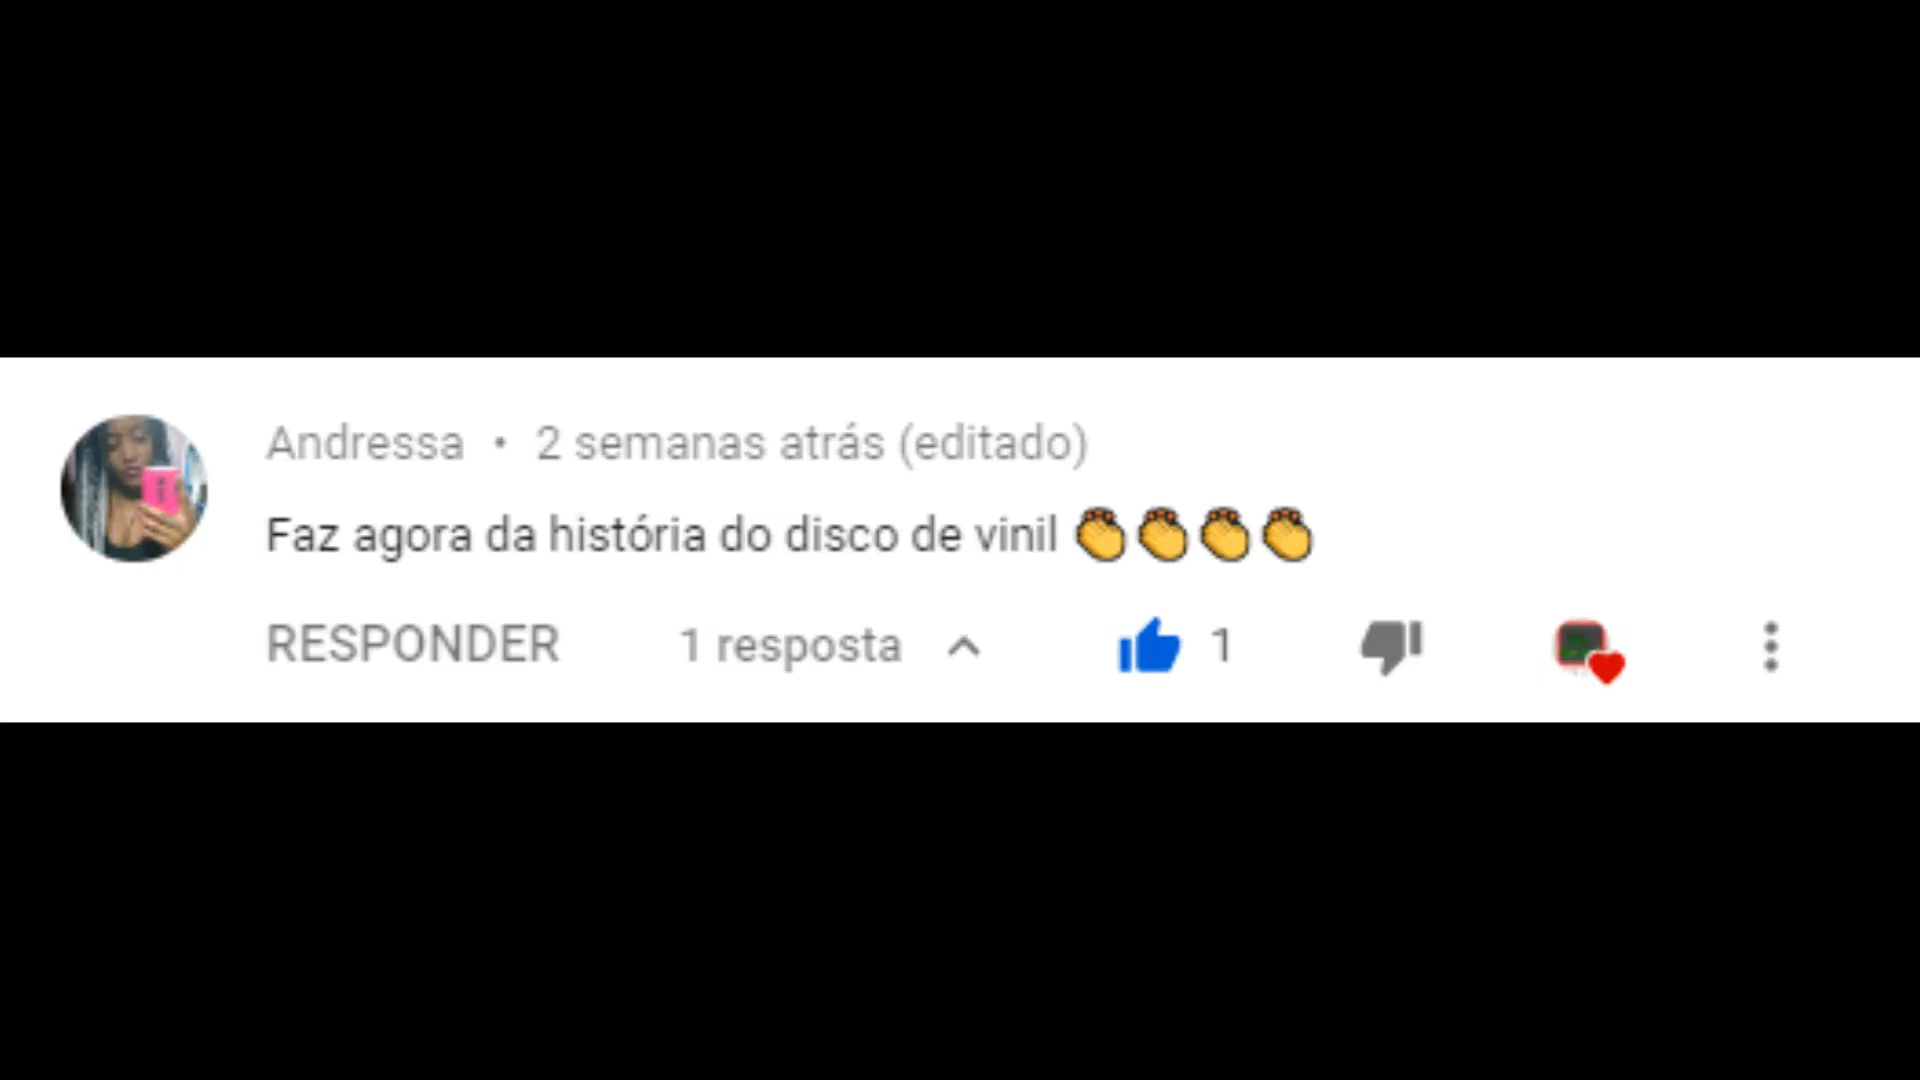 Andressa • 2 semanas atrás (editado)
Faz agora da história do disco de vinil 👏👏👏👏
RESPONDER 1 resposta 1